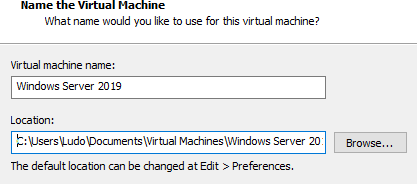 Name the Virtual Machine
What name would you like to use for this virtual machine?
Virtual machine name:
Windows Server 2019
Location:
C:\Users\Ludo\Documents\Virtual Machines\Windows Server 20
Browse...
The default location can be changed at Edit > Preferences.